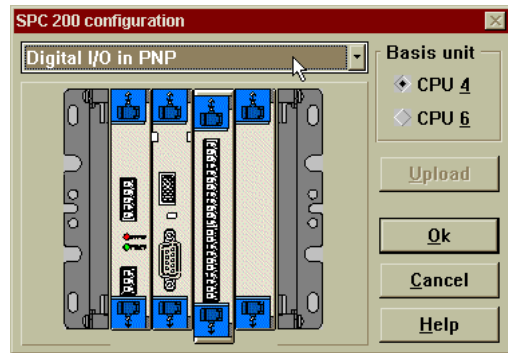 SPC 200 configuration
Digital I/O in PNP
Basis unit
CPU 4
CPU 6
Upload
Ok
Cancel
Help